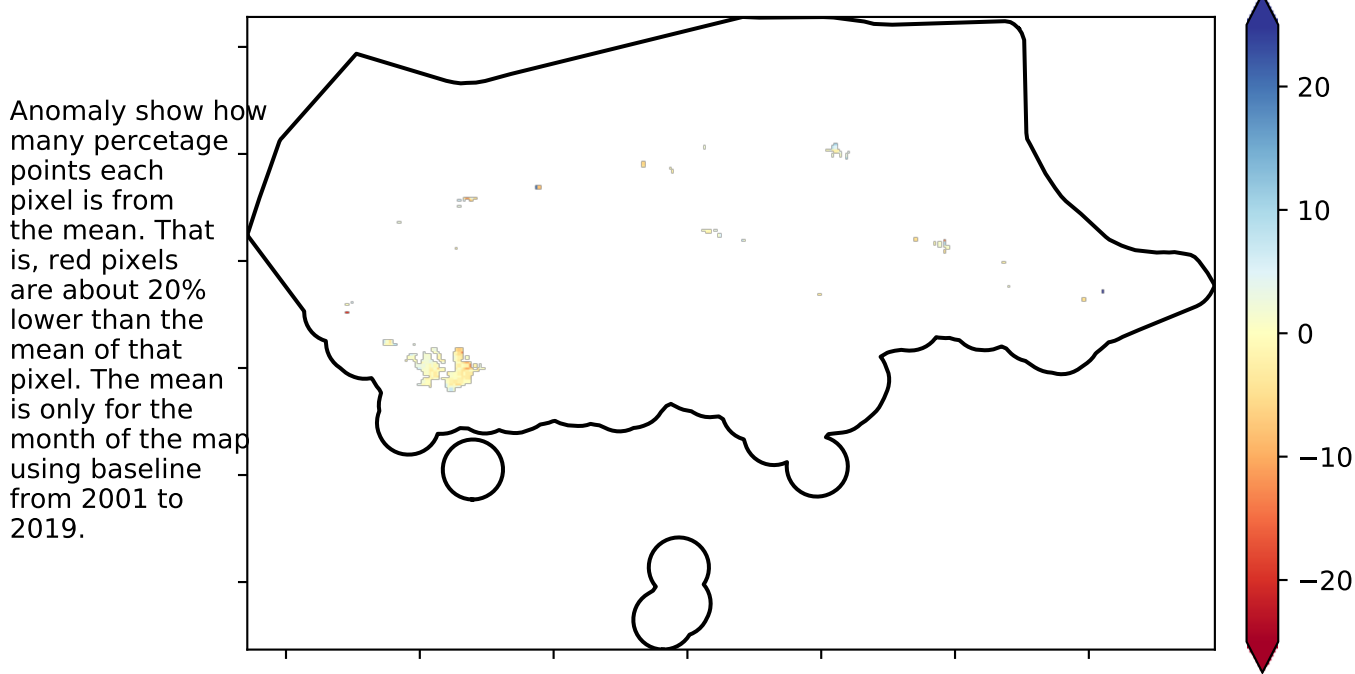 Anomaly show how
many percetage
points each
pixel is from
the mean. That
is, red pixels
are about 20%
lower than the
mean of that
pixel. The mean
is only for the
month of the map
using baseline
from 2001 to
2019.
20
10
0
−10
−20